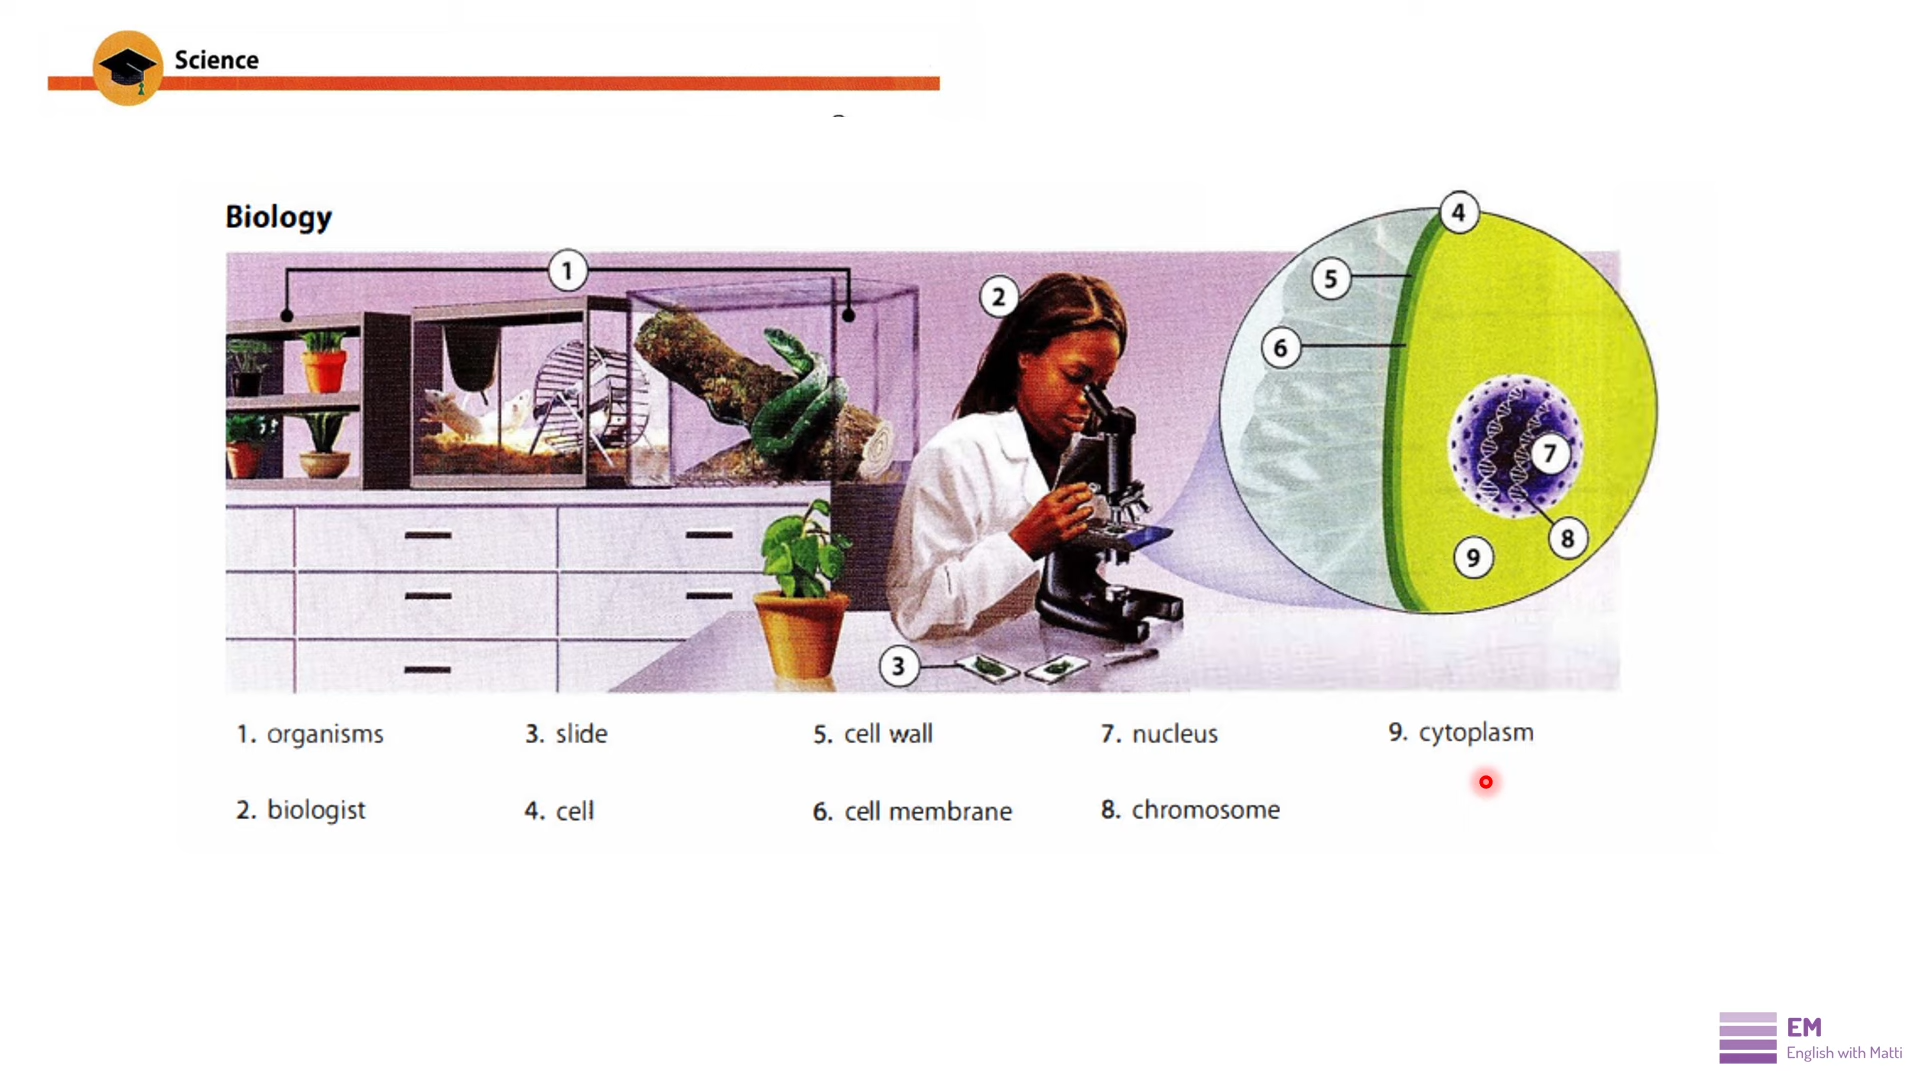 Science
Biology
1
2
3
4
5
6
7
8
9
1. organisms
2. biologist
3. slide
4. cell
5. cell wall
6. cell membrane
7. nucleus
8. chromosome
9. cytoplasm
EM
English with Matti